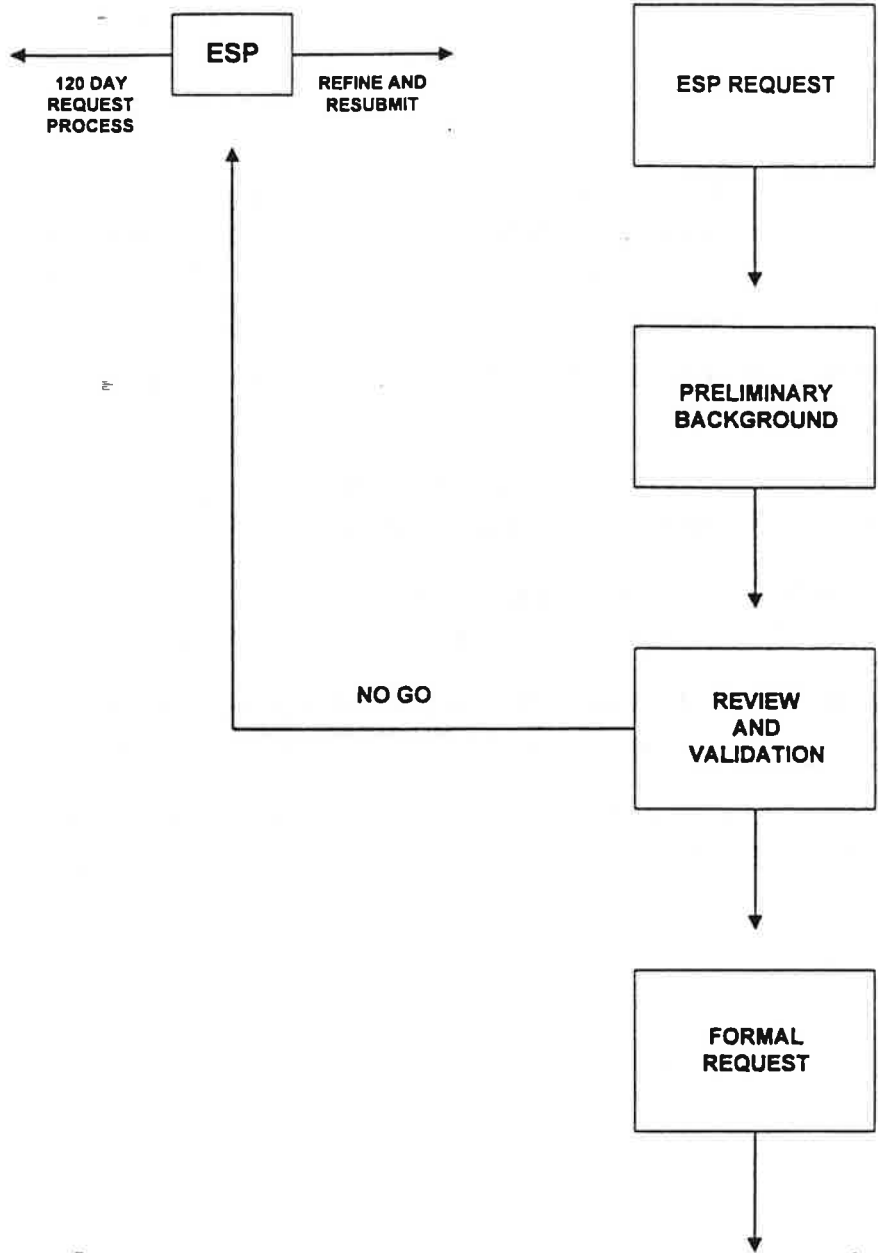 ESP
120 DAY
REQUEST
PROCESS
REFINE AND
RESUBMIT
ESP REQUEST
PRELIMINARY
BACKGROUND
NO GO
REVIEW
AND
VALIDATION
FORMAL
REQUEST